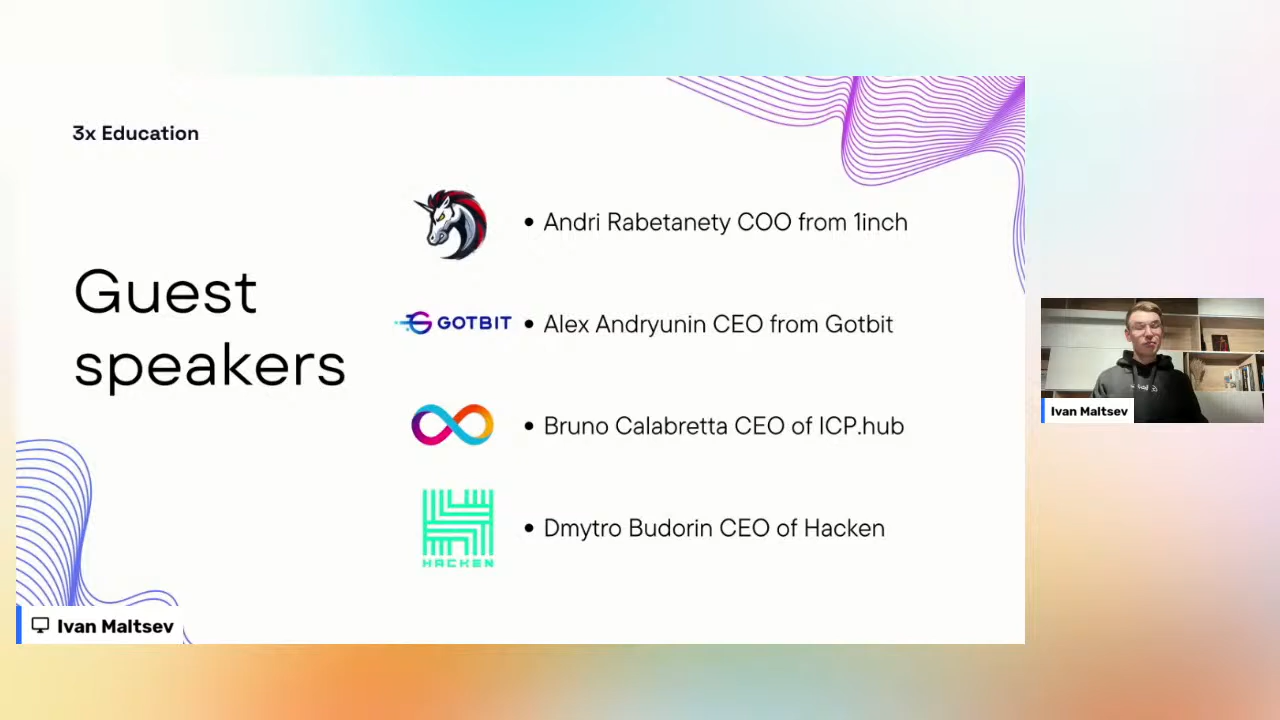 3x Education
Guest
speakers
• Andri Rabetanety COO from 1inch
GOTBIT
• Alex Andryunin CEO from Gotbit
• Bruno Calabretta CEO of ICP.hub
HACKEN
• Dmytro Budorin CEO of Hacken
Ivan Maltsev
Ivan Maltsev